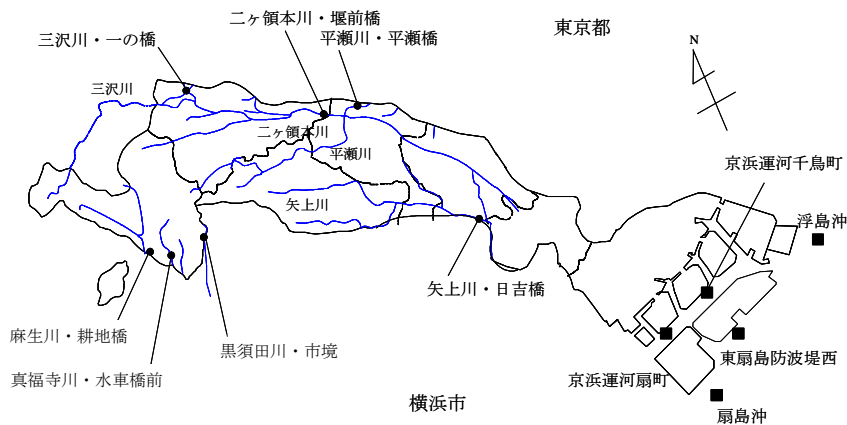 二ヶ領本川・堰前橋
東京都
三沢川・一の橋
平瀬川・平瀬橋
N
三沢川
二ヶ領本川
平瀬川
京浜運河千鳥町
矢上川
浮島沖
矢上川・日吉橋
麻生川・耕地橋
黒須田川・市境
東扇島防波堤西
真福寺川・水車橋前
京浜運河扇町
横浜市
扇島沖